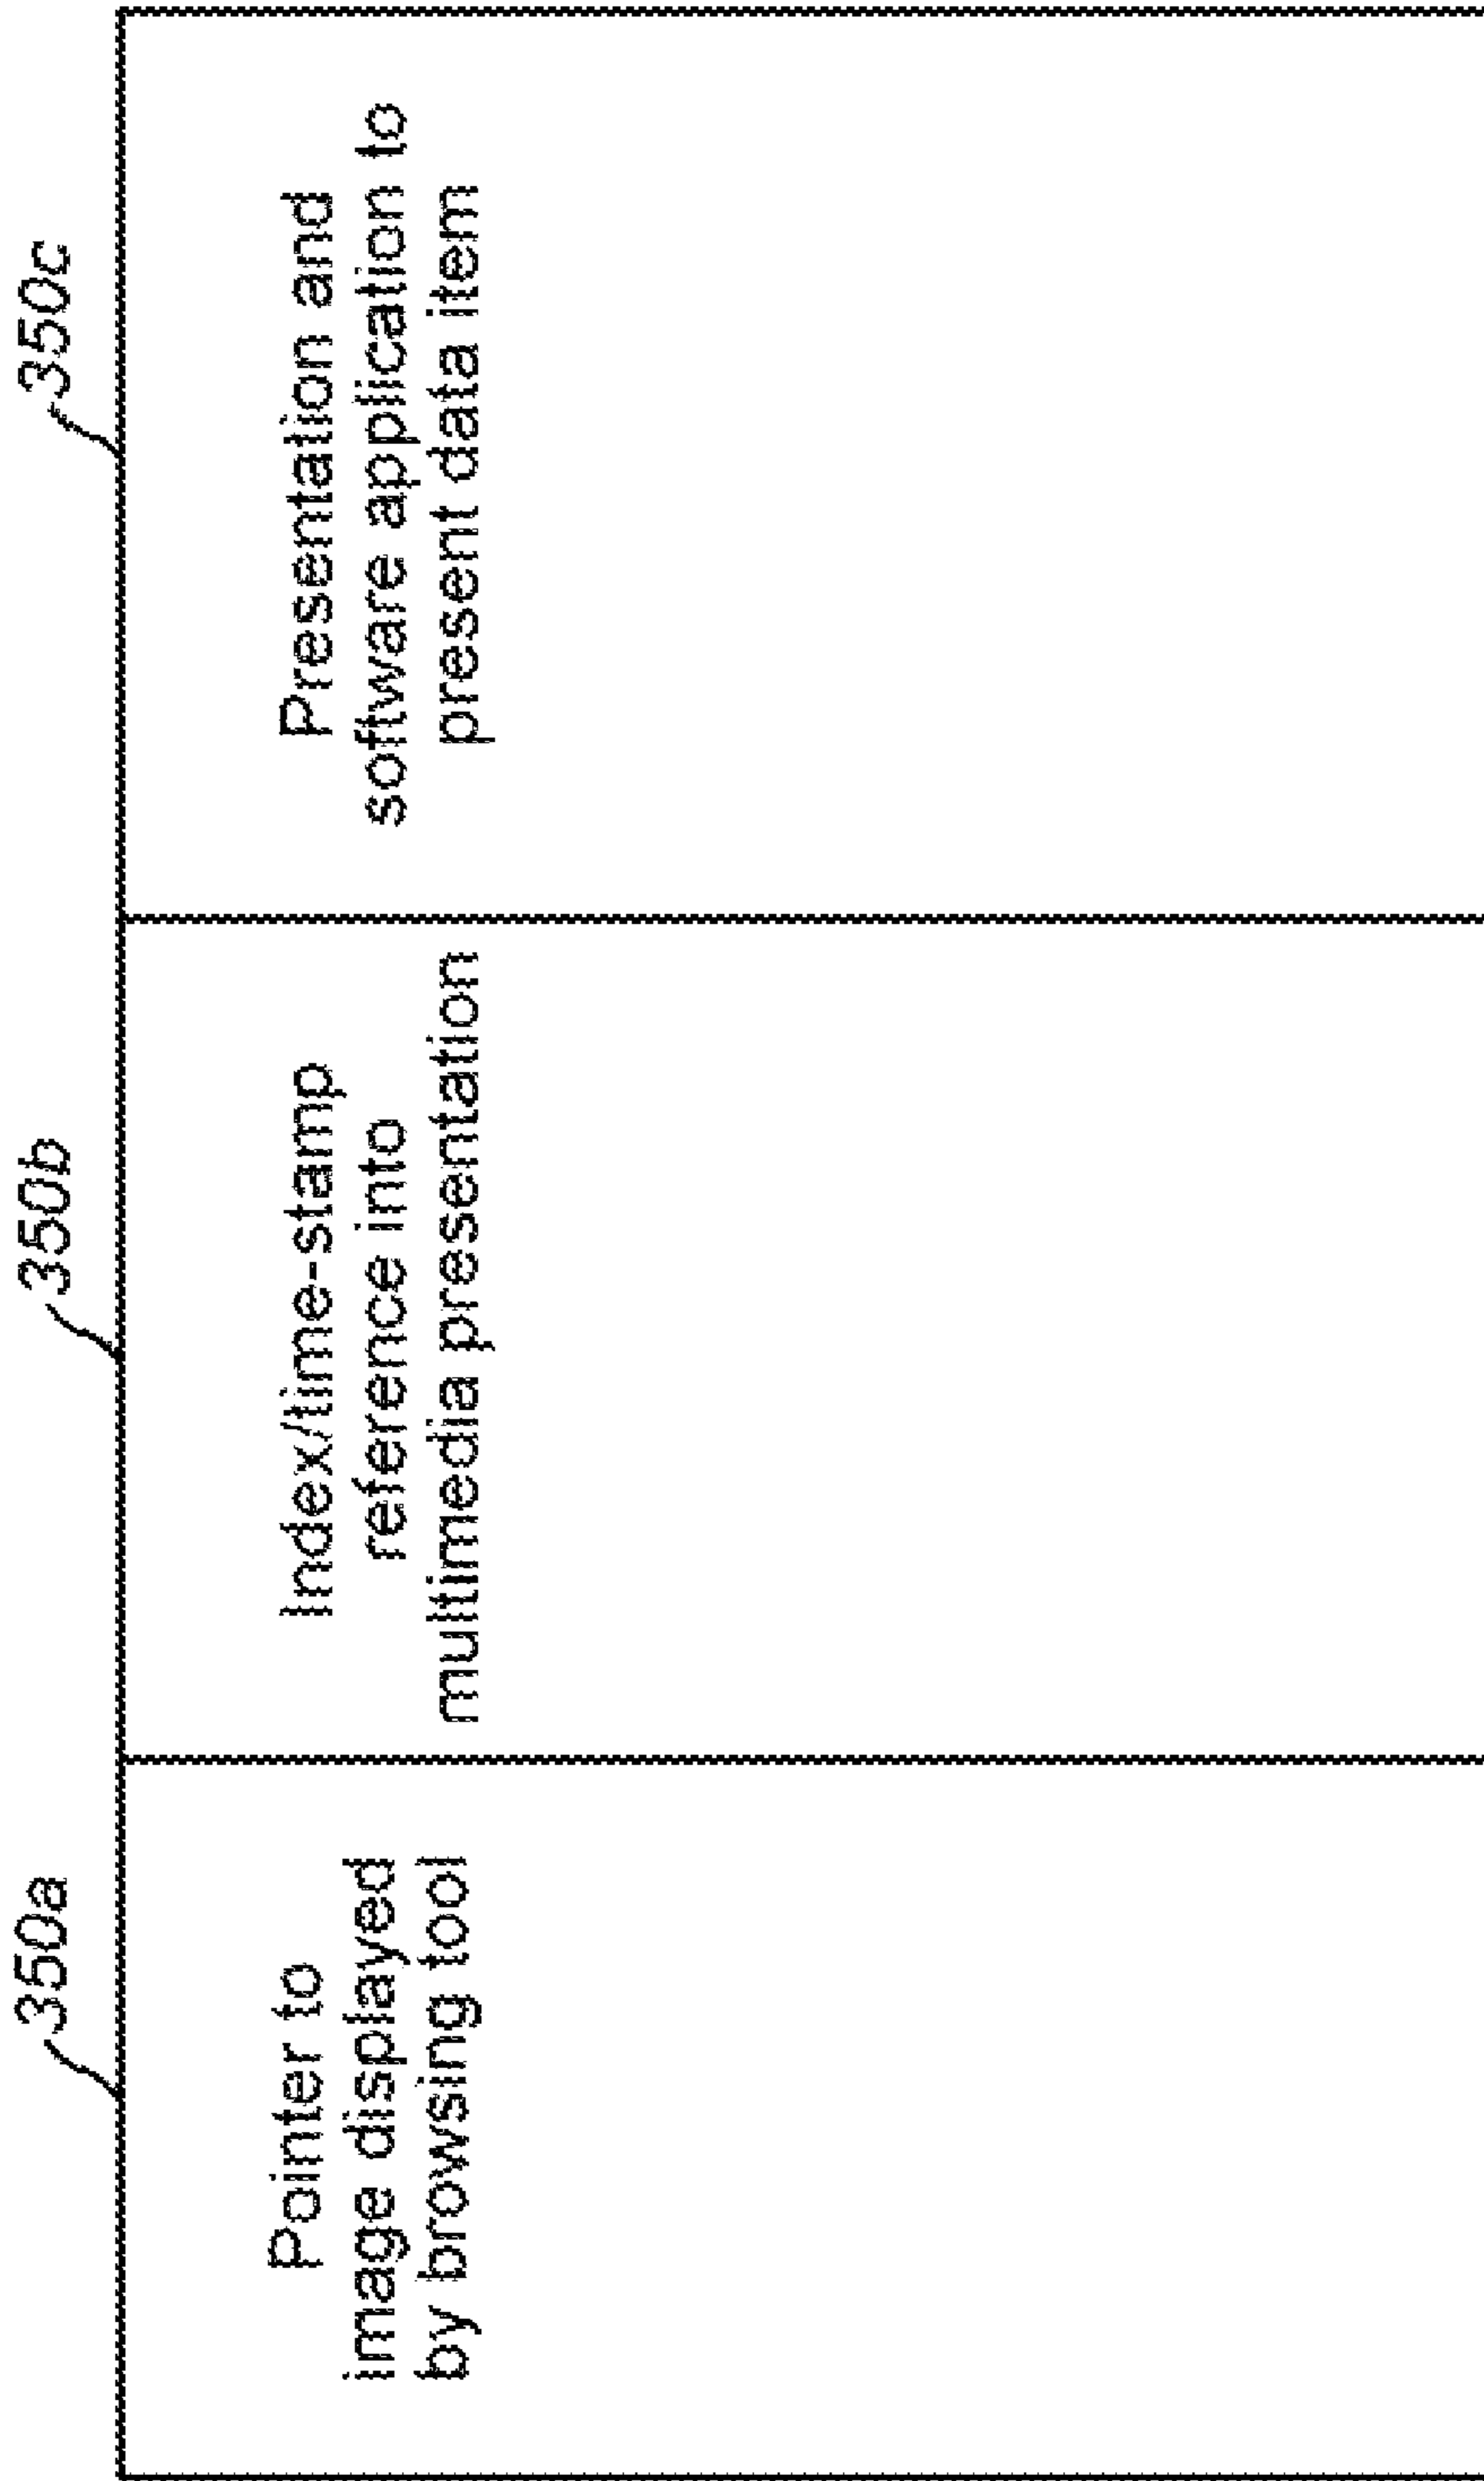 350a
350b
350c
Pointer to
image displayed
by browsing tool
Index/time-stamp
reference into
multimedia presentation
Presentation and
software application to
present data item